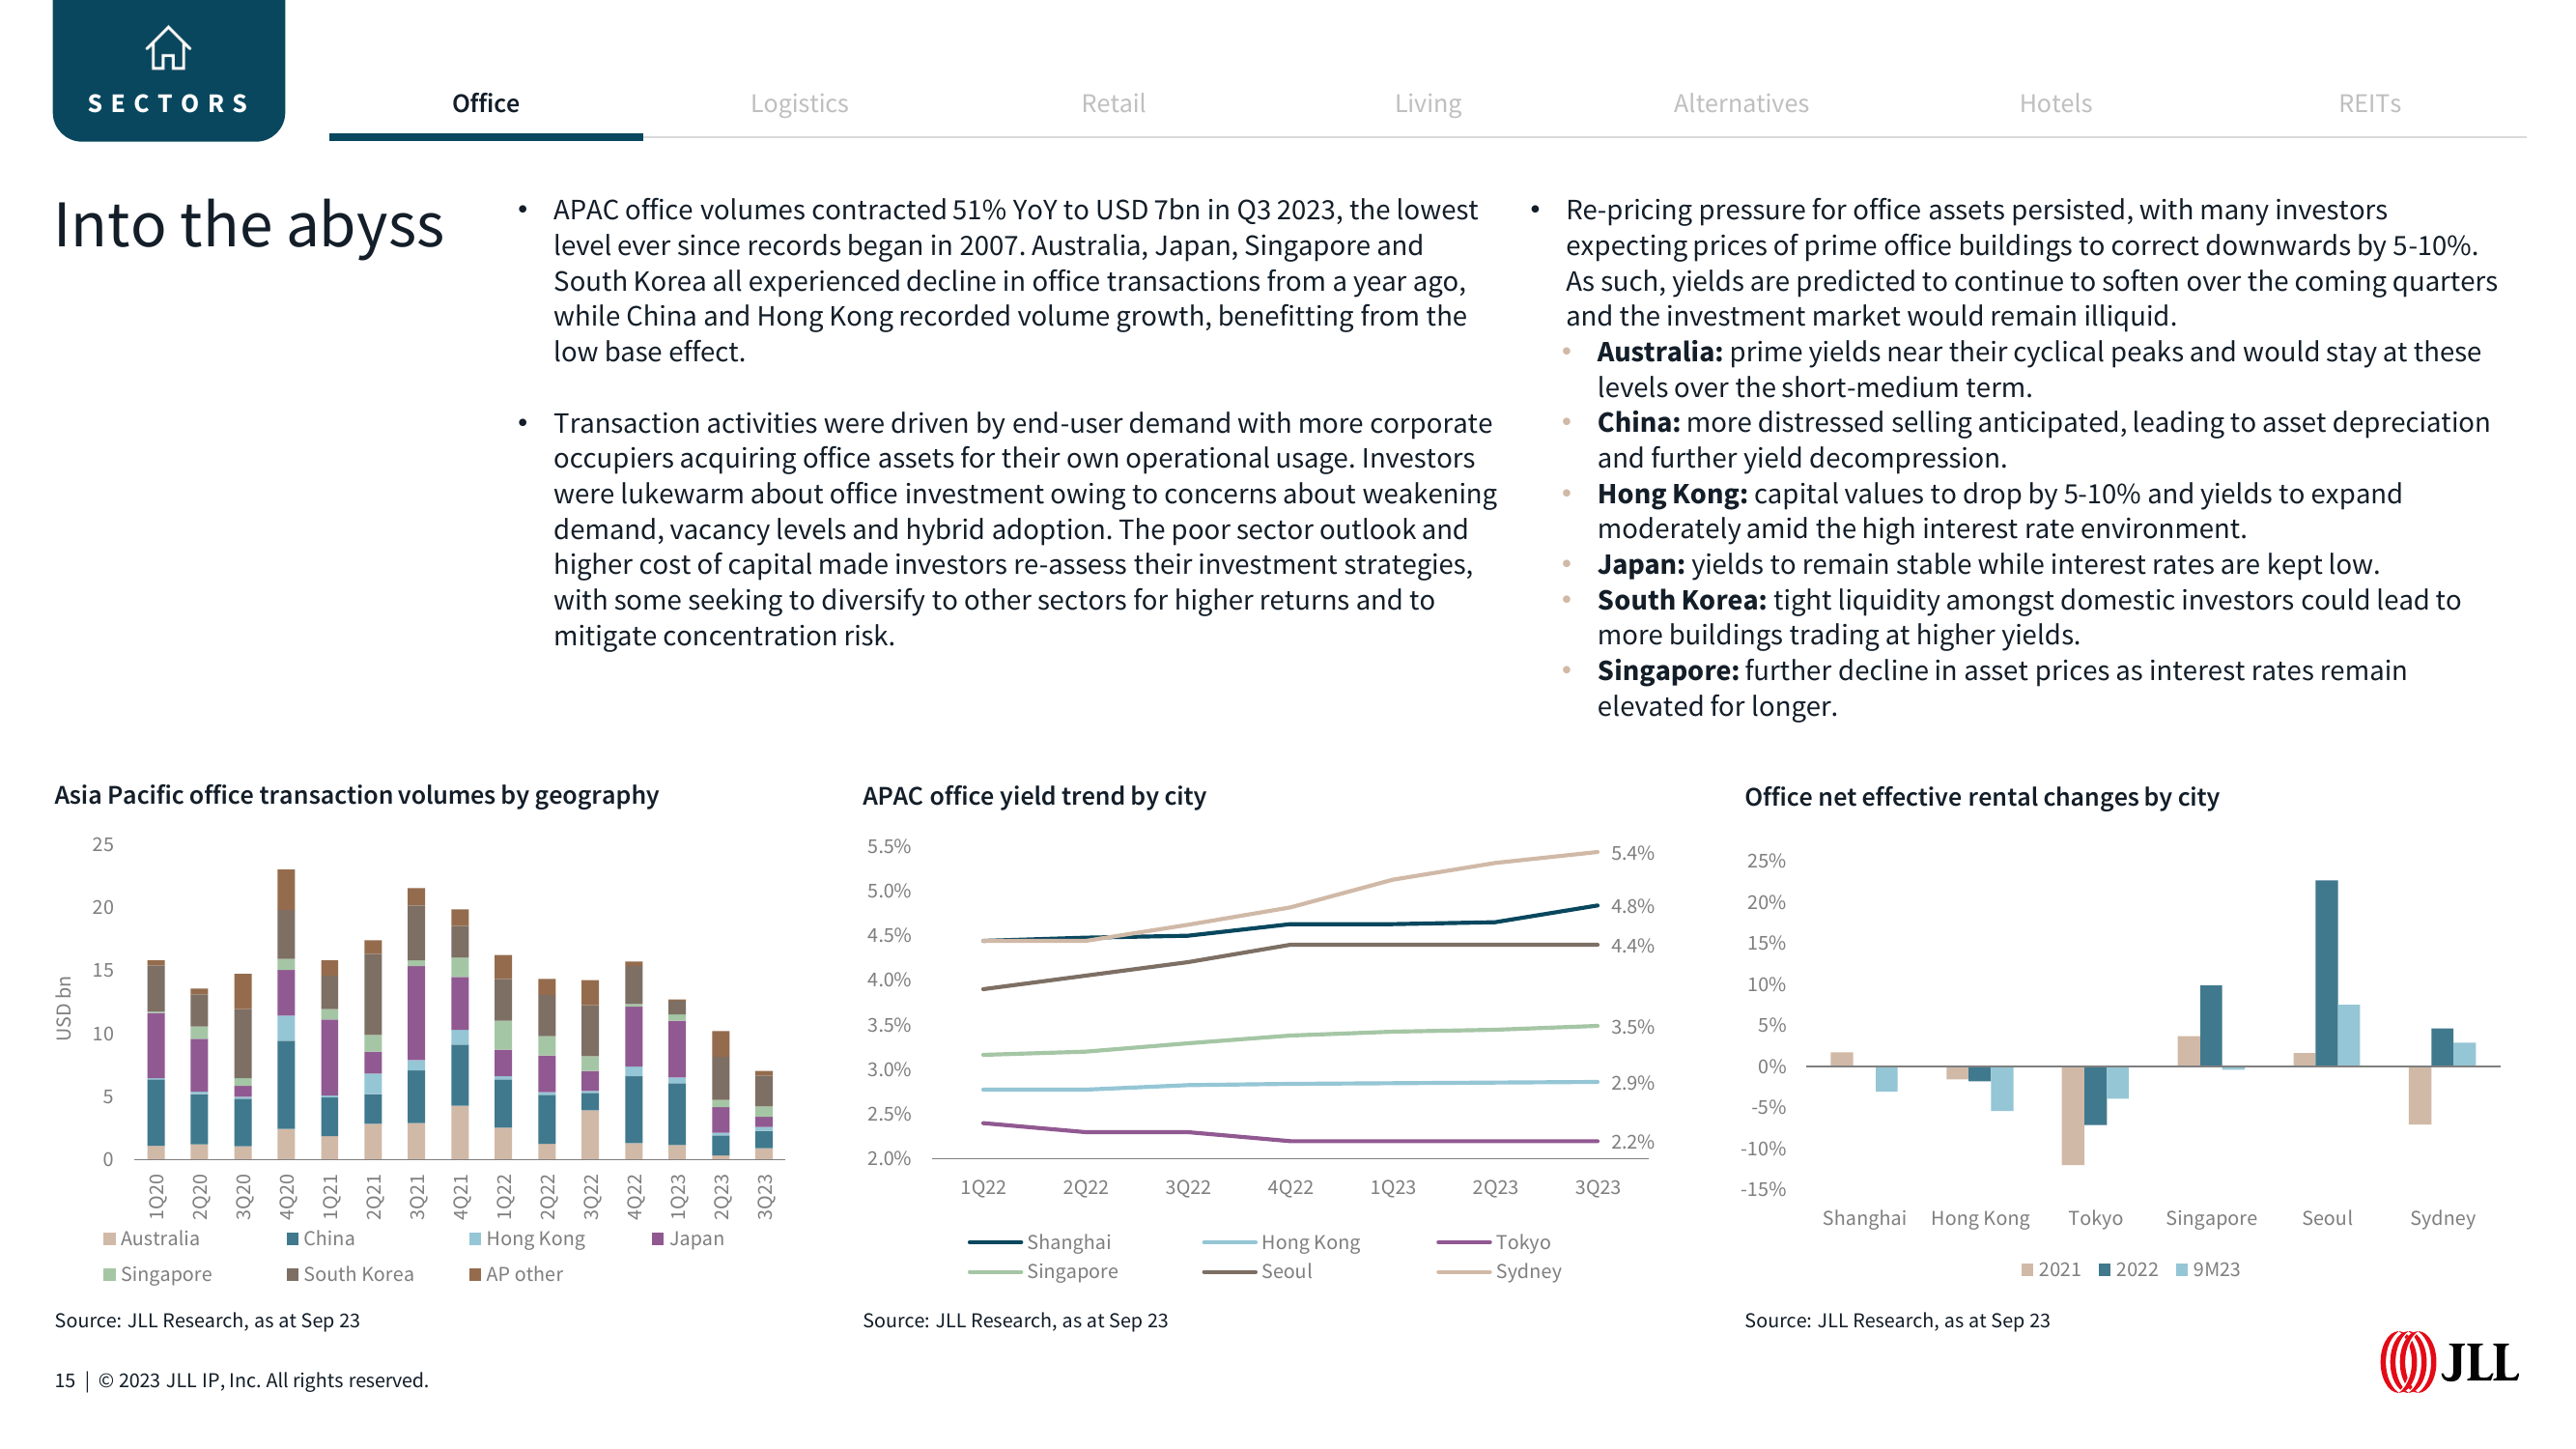 SECTORS
Office
Logistics
Retail
Living
Alternatives
Hotels
REITs
Into the abyss
• APAC office volumes contracted 51% YoY to USD 7bn in Q3 2023, the lowest
level ever since records began in 2007. Australia, Japan, Singapore and
South Korea all experienced decline in office transactions from a year ago,
while China and Hong Kong recorded volume growth, benefitting from the
low base effect.
• Transaction activities were driven by end-user demand with more corporate
occupiers acquiring office assets for their own operational usage. Investors
were lukewarm about office investment owing to concerns about weakening
demand, vacancy levels and hybrid adoption. The poor sector outlook and
higher cost of capital made investors re-assess their investment strategies,
with some seeking to diversify to other sectors for higher returns and to
mitigate concentration risk.
• Re-pricing pressure for office assets persisted, with many investors
expecting prices of prime office buildings to correct downwards by 5-10%.
As such, yields are predicted to continue to soften over the coming quarters
and the investment market would remain illiquid.
• Australia: prime yields near their cyclical peaks and would stay at these
levels over the short-medium term.
• China: more distressed selling anticipated, leading to asset depreciation
and further yield decompression.
• Hong Kong: capital values to drop by 5-10% and yields to expand
moderately amid the high interest rate environment.
• Japan: yields to remain stable while interest rates are kept low.
• South Korea: tight liquidity amongst domestic investors could lead to
more buildings trading at higher yields.
• Singapore: further decline in asset prices as interest rates remain
elevated for longer.
Asia Pacific office transaction volumes by geography
USD bn
25
20
15
10
5
0
1Q20
2Q20
3Q20
4Q20
1Q21
2Q21
3Q21
4Q21
1Q22
2Q22
3Q22
4Q22
1Q23
2Q23
3Q23
Australia
China
Hong Kong
Japan
Singapore
South Korea
AP other
Source: JLL Research, as at Sep 23
APAC office yield trend by city
5.5%
5.0%
4.5%
4.0%
3.5%
3.0%
2.5%
2.0%
5.4%
4.8%
4.4%
3.5%
2.9%
2.2%
1Q22
2Q22
3Q22
4Q22
1Q23
2Q23
3Q23
Shanghai
Hong Kong
Tokyo
Singapore
Seoul
Sydney
Source: JLL Research, as at Sep 23
Office net effective rental changes by city
25%
20%
15%
10%
5%
0%
-5%
-10%
-15%
Shanghai
Hong Kong
Tokyo
Singapore
Seoul
Sydney
2021
2022
9M23
Source: JLL Research, as at Sep 23
15 | © 2023 JLL IP, Inc. All rights reserved.
JLL